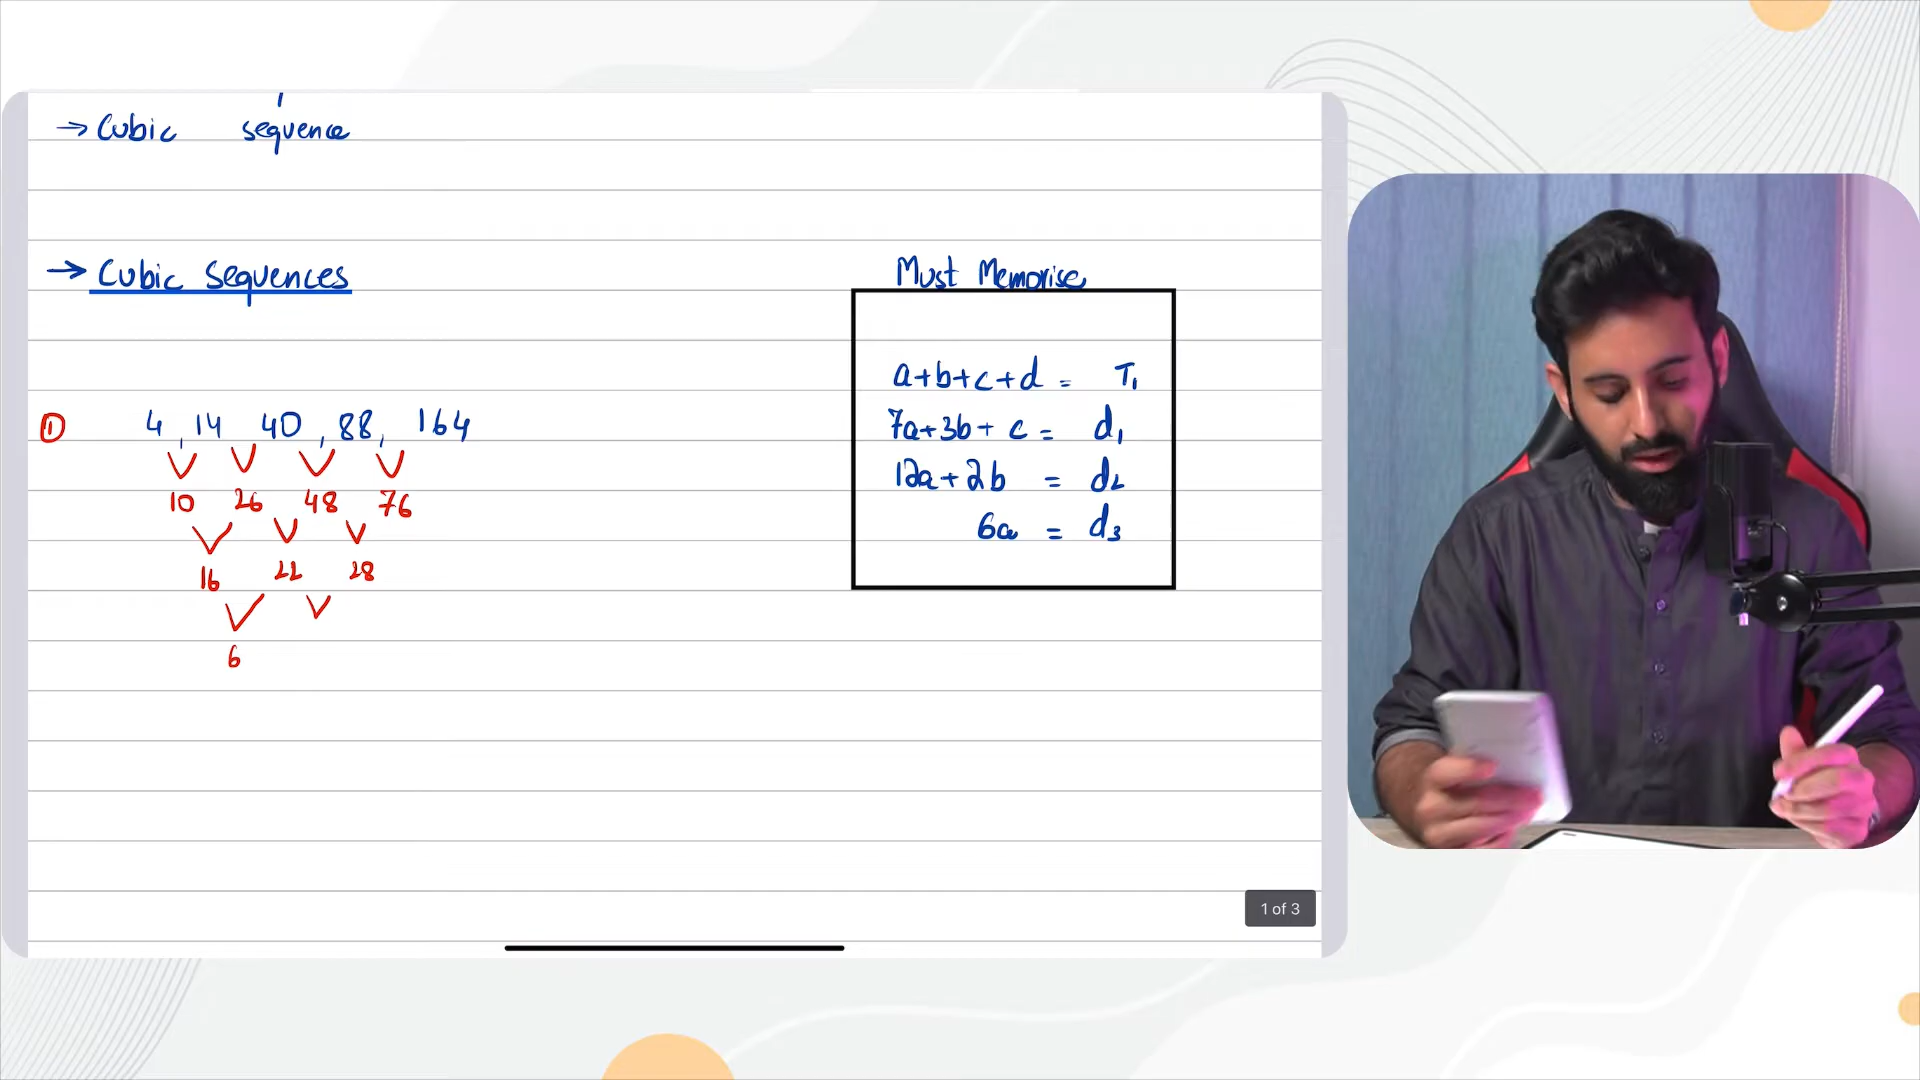 → Cubic sequence
→ Cubic Sequences
Must Memorise
a+b+c+d = T₁
7a+3b+c = d₁
12a+2b = d₂
6a = d₃
① 4, 14 40, 88, 164
10 26 48 76
16 22 28
6
1 of 3